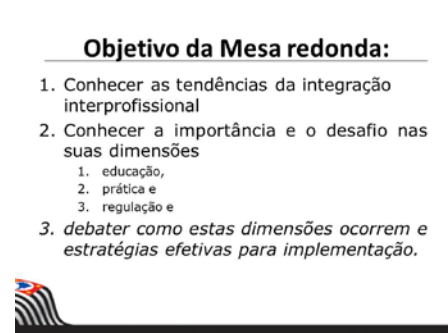 Objetivo da Mesa redonda:
1. Conhecer as tendências da integração
interprofissional
2. Conhecer a importância e o desafio nas
suas dimensões
1. educação,
2. prática e
3. regulação e
3. debater como estas dimensões ocorrem e
estratégias efetivas para implementação.